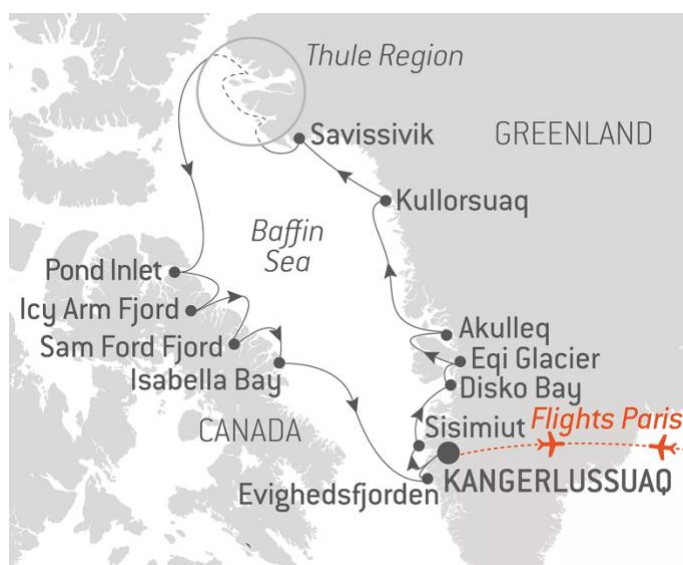 Thule Region
Savissivik
GREENLAND
Kullorsuaq
Baffin
Sea
Pond Inlet
Icy Arm Fjord
Sam Ford Fjord
Isabella Bay
Akulleq
Eqi Glacier
Disko Bay
CANADA
Sisimiut
Flights Paris
KANGERLUSSUAQ
Evighedsfjorden